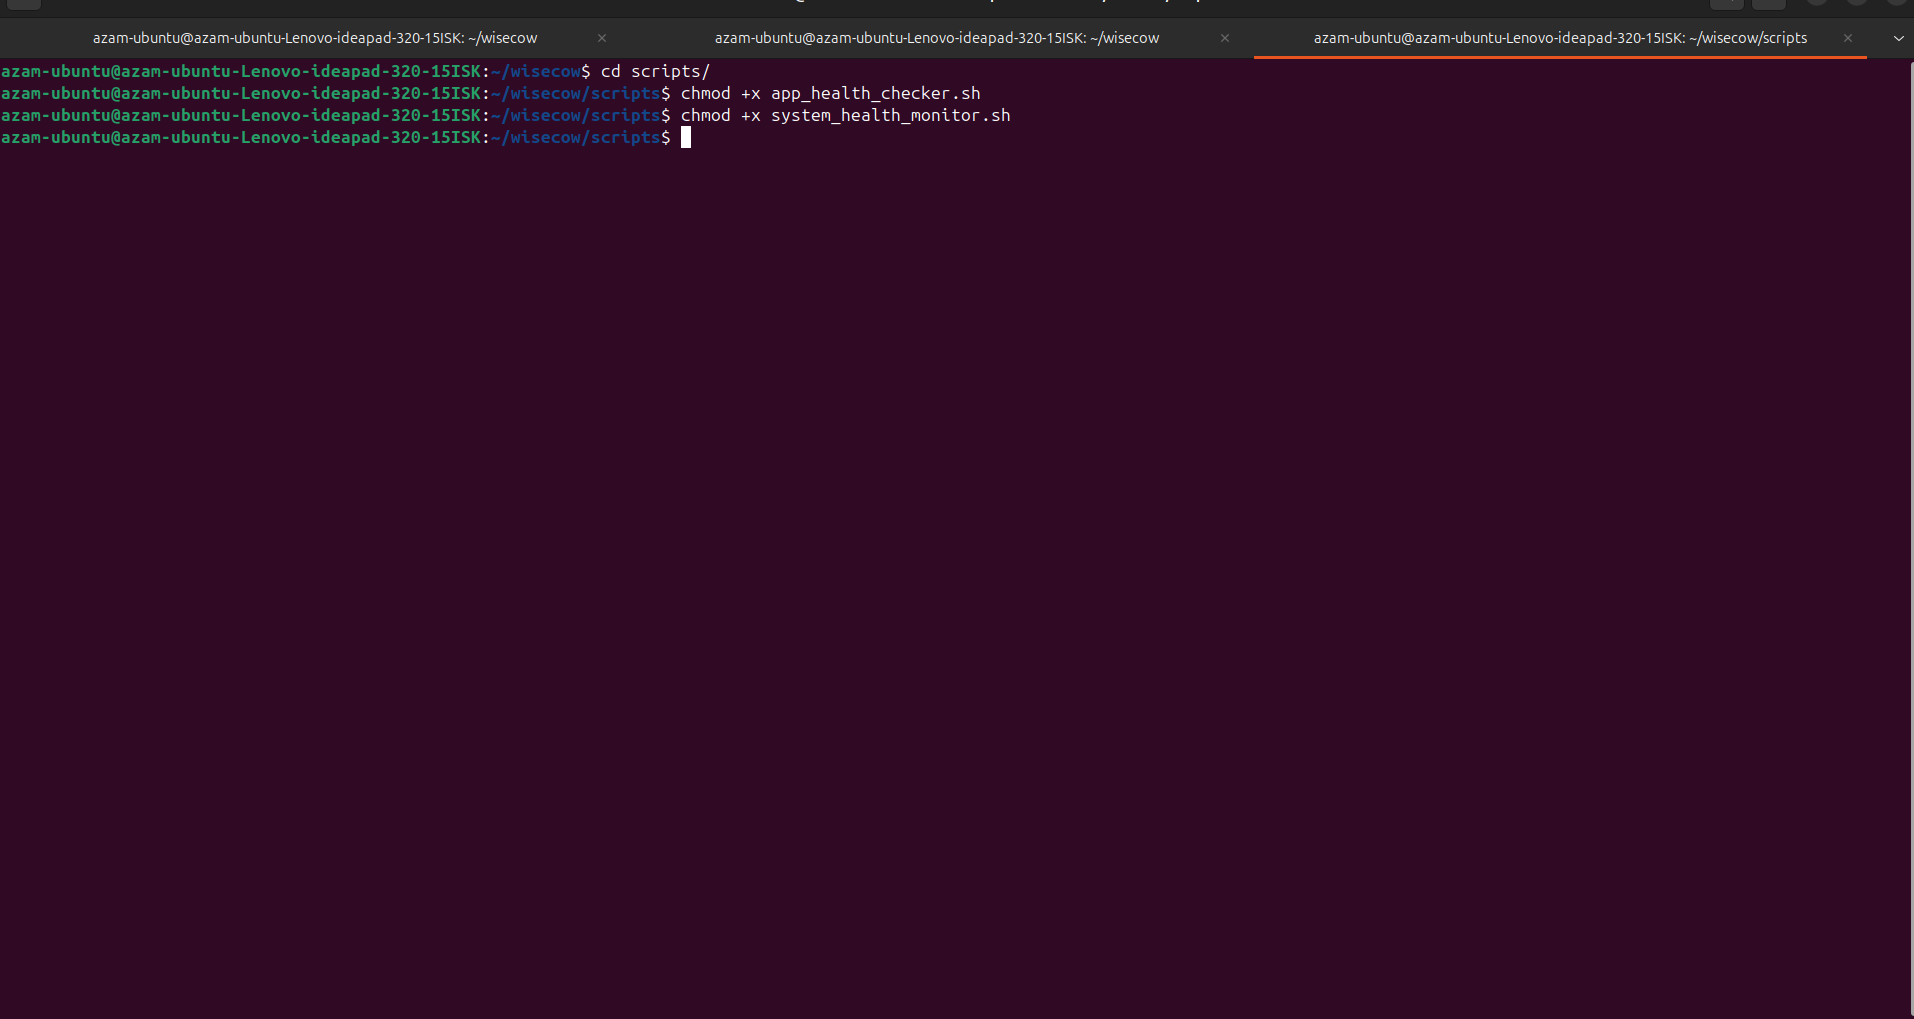 azam-ubuntu@azam-ubuntu-Lenovo-ideapad-320-15ISK: ~/wisecow
azam-ubuntu@azam-ubuntu-Lenovo-ideapad-320-15ISK: ~/wisecow
azam-ubuntu@azam-ubuntu-Lenovo-ideapad-320-15ISK: ~/wisecow/scripts
azam-ubuntu@azam-ubuntu-Lenovo-ideapad-320-15ISK:~/wisecow$ cd scripts/
azam-ubuntu@azam-ubuntu-Lenovo-ideapad-320-15ISK:~/wisecow/scripts$ chmod +x app_health_checker.sh
azam-ubuntu@azam-ubuntu-Lenovo-ideapad-320-15ISK:~/wisecow/scripts$ chmod +x system_health_monitor.sh
azam-ubuntu@azam-ubuntu-Lenovo-ideapad-320-15ISK:~/wisecow/scripts$